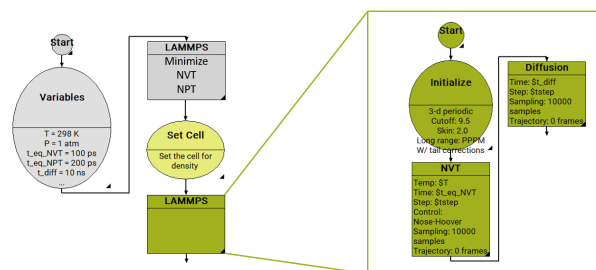 Start
Variables
T = 298 K
P = 1 atm
t_eq_NVT = 100 ps
t_eq_NPT = 200 ps
t_diff = 10 ns
...
LAMMPS
Minimize
NVT
NPT
Set Cell
Set the cell for
density
LAMMPS
Start
Initialize
3-d periodic
Cutoff: 9.5
Skin: 2.0
Long range: PPPM
W/ tail corrections
NVT
Temp: $T
Time: $t_eq_NVT
Step: $tstep
Control:
Nose-Hoover
Sampling: 10000
samples
Trajectory: 0 frames
Diffusion
Time: $t_diff
Step: $tstep
Sampling: 10000
samples
Trajectory: 0 frames